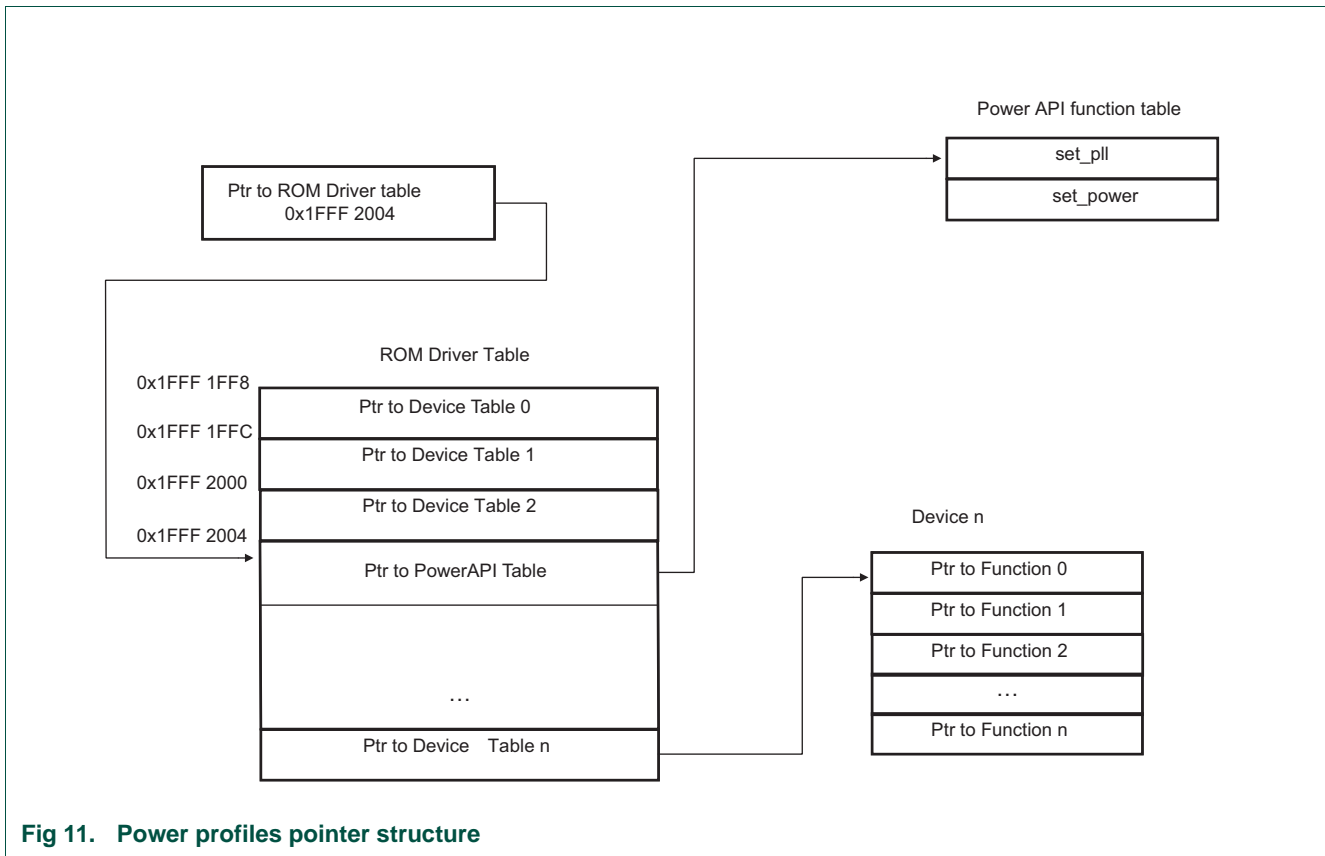 Power API function table
set_pll
set_power
Ptr to ROM Driver table
0x1FFF 2004
ROM Driver Table
0x1FFF 1FF8
Ptr to Device Table 0
0x1FFF 1FFC
Ptr to Device Table 1
0x1FFF 2000
Ptr to Device Table 2
0x1FFF 2004
Ptr to PowerAPI Table
…
Ptr to Device Table n
Device n
Ptr to Function 0
Ptr to Function 1
Ptr to Function 2
…
Ptr to Function n
Fig 11. Power profiles pointer structure